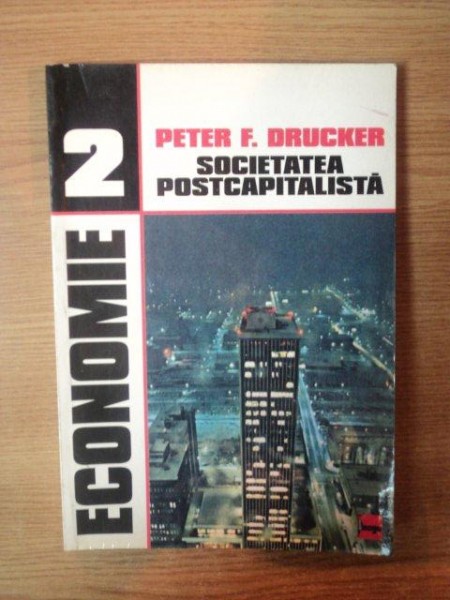 2
PETER F. DRUCKER
SOCIETATEA
POSTCAPITALISTĂ
ECONOMIE